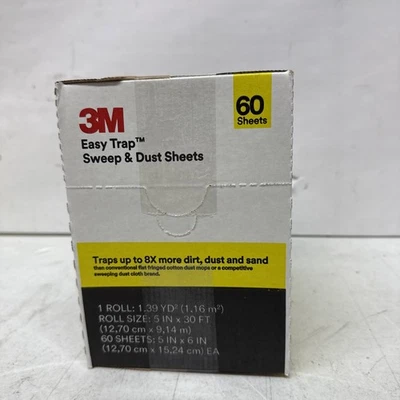 3M
60
Sheets
Easy Trap™
Sweep & Dust Sheets
Traps up to 8X more dirt, dust and sand
than conventional flat fringed cotton dust mops or a competitive
sweeping dust cloth brand.
1 ROLL: 1.39 YD² (1.16 m²)
ROLL SIZE: 5 IN x 30 FT
(12,70 cm x 9,14 m)
60 SHEETS: 5 IN x 6 IN
(12,70 cm x 15,24 cm) EA